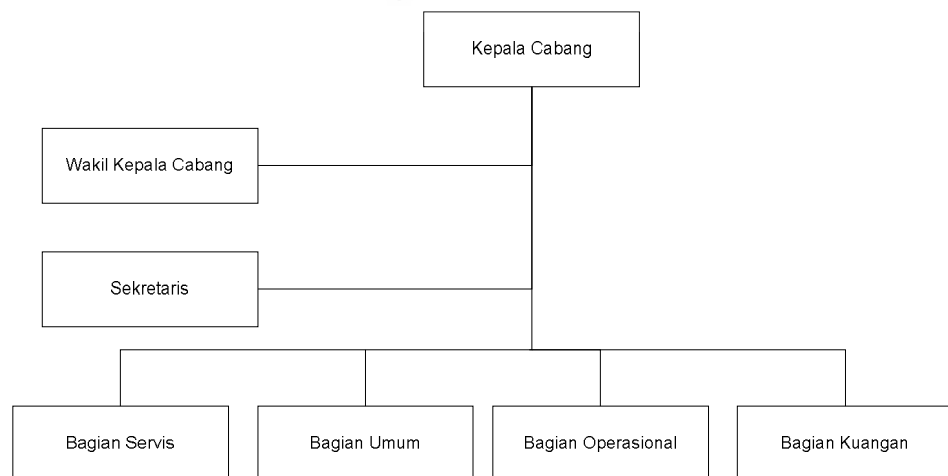 Kepala Cabang
Wakil Kepala Cabang
Sekretaris
Bagian Servis
Bagian Umum
Bagian Operasional
Bagian Kuangan